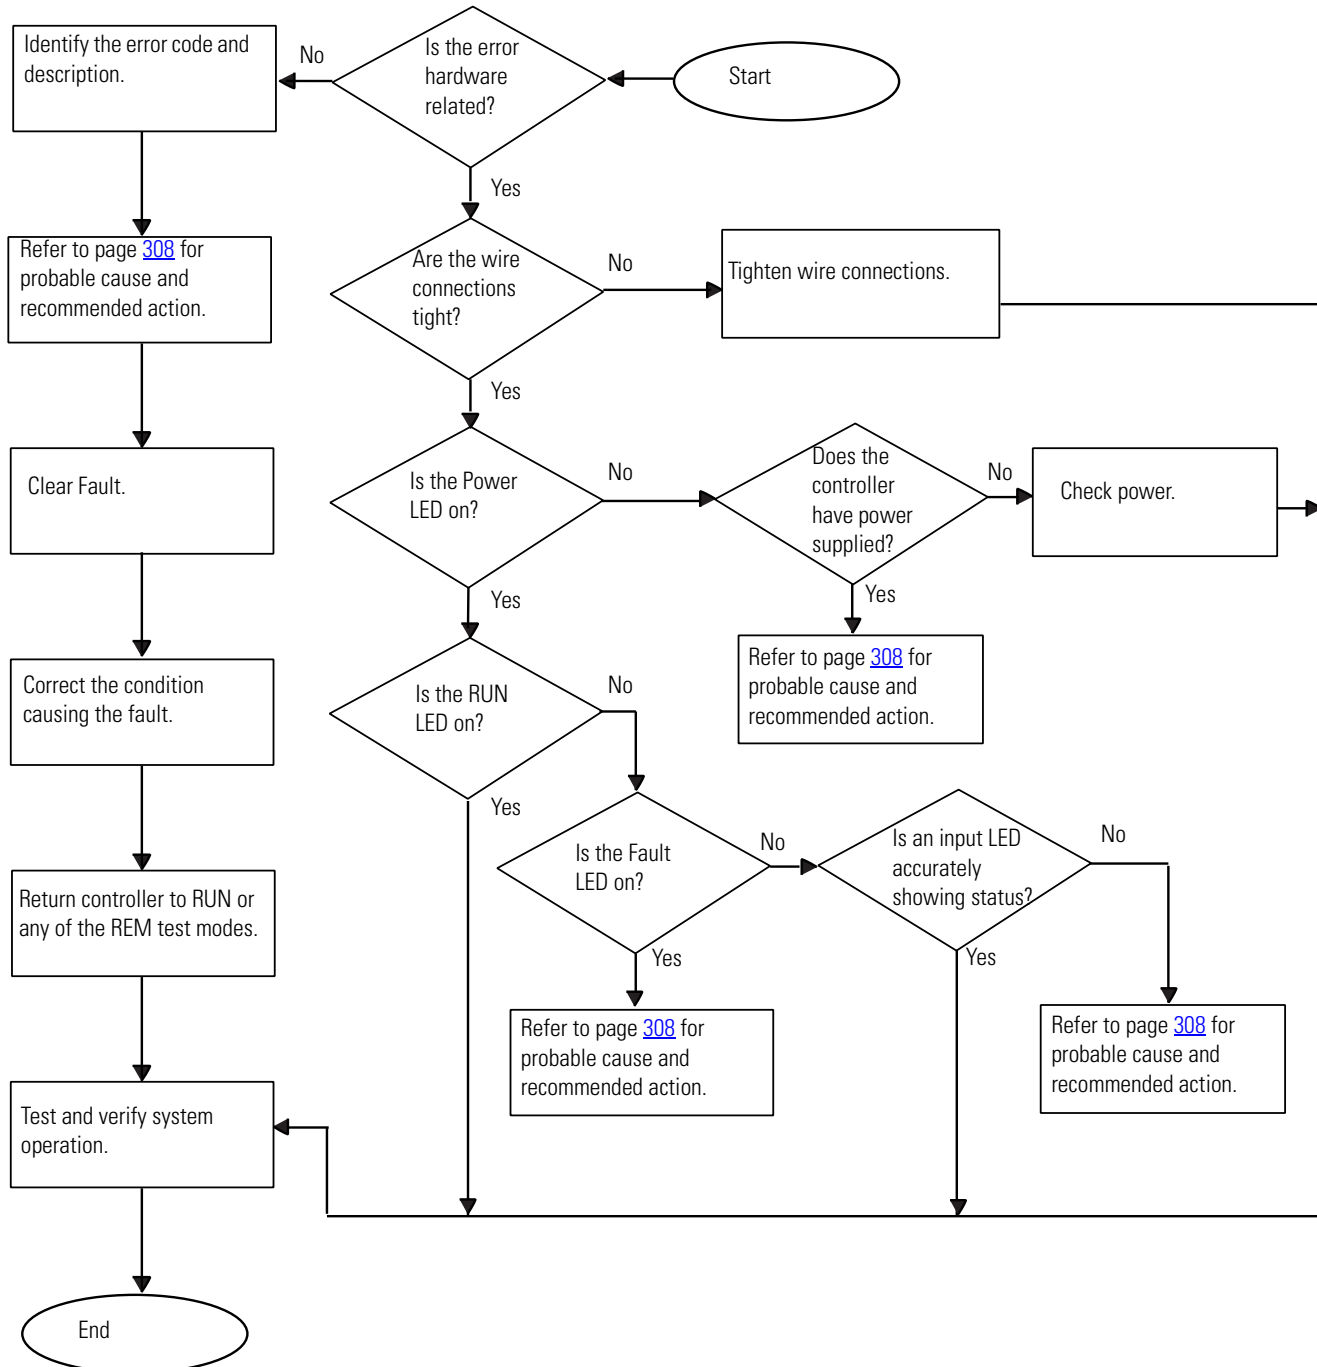 Start
Is the error
hardware
related?
No
Identify the error code and
description.
Yes
Refer to page 308 for
probable cause and
recommended action.
Are the wire
connections
tight?
No
Tighten wire connections.
Yes
Clear Fault.
Is the Power
LED on?
No
Does the
controller
have power
supplied?
No
Check power.
Yes
Yes
Refer to page 308 for
probable cause and
recommended action.
Correct the condition
causing the fault.
Is the RUN
LED on?
No
Yes
Is the Fault
LED on?
No
Is an input LED
accurately
showing status?
No
Return controller to RUN or
any of the REM test modes.
Yes
Yes
Refer to page 308 for
probable cause and
recommended action.
Refer to page 308 for
probable cause and
recommended action.
Test and verify system
operation.
End